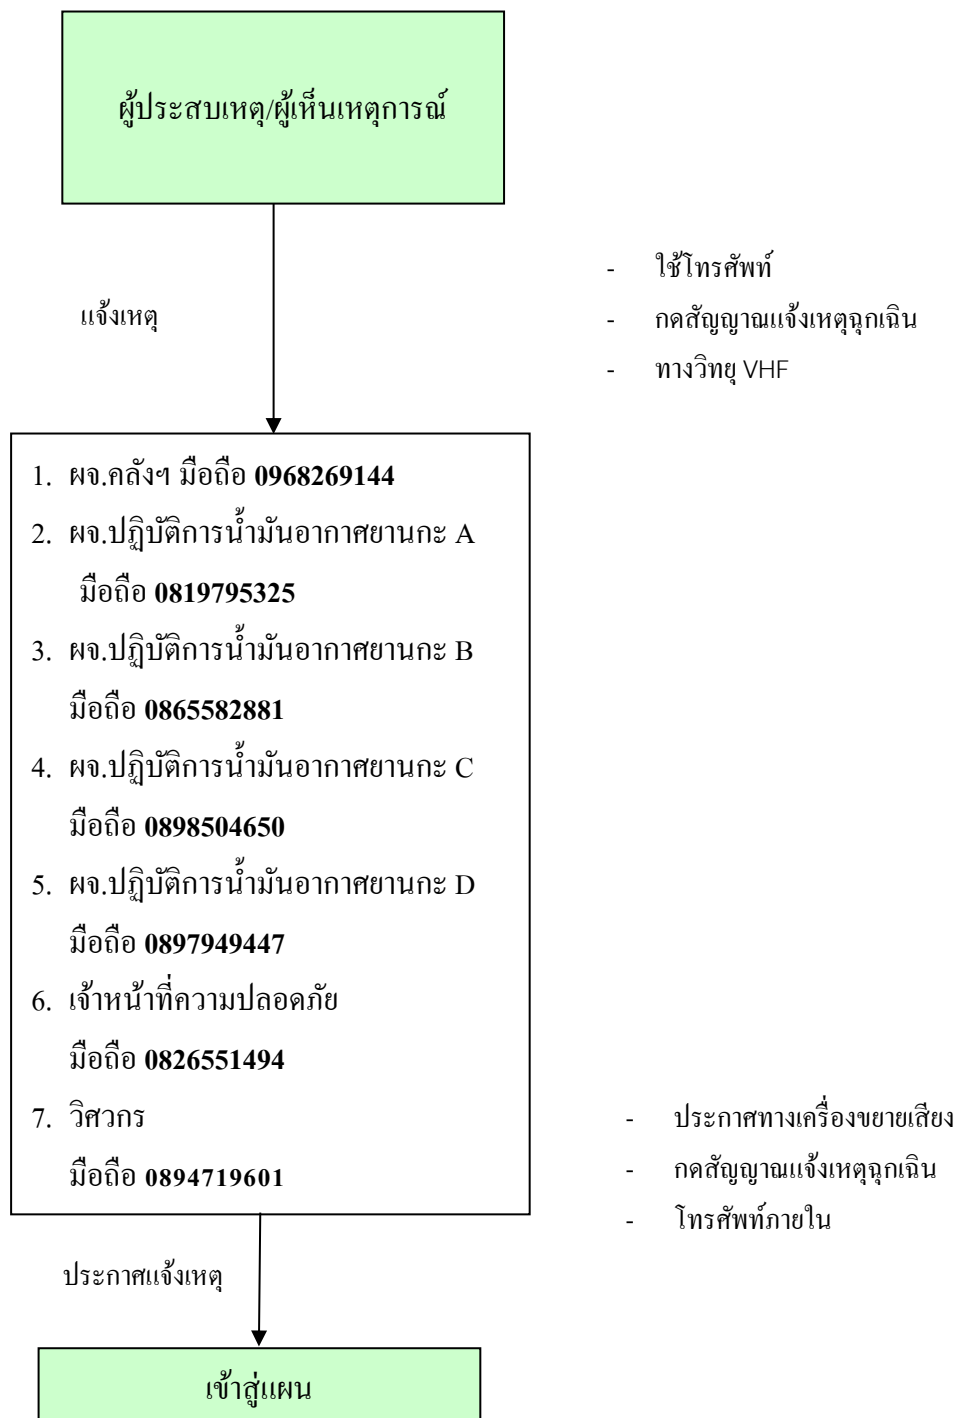 ผู้ประสบเหตุ/ผู้เห็นเหตุการณ์
แจ้งเหตุ
- ใช้โทรศัพท์
- กดสัญญาณแจ้งเหตุฉุกเฉิน
- ทางวิทยุ VHF
1. ผจ.คลังฯ มือถือ 0968269144
2. ผจ.ปฏิบัติการน้ำมันอากาศยานกะ A
มือถือ 0819795325
3. ผจ.ปฏิบัติการน้ำมันอากาศยานกะ B
มือถือ 0865582881
4. ผจ.ปฏิบัติการน้ำมันอากาศยานกะ C
มือถือ 0898504650
5. ผจ.ปฏิบัติการน้ำมันอากาศยานกะ D
มือถือ 0897949447
6. เจ้าหน้าที่ความปลอดภัย
มือถือ 0826551494
7. วิศวกร
มือถือ 0894719601
- ประกาศทางเครื่องขยายเสียง
- กดสัญญาณแจ้งเหตุฉุกเฉิน
- โทรศัพท์ภายใน
ประกาศแจ้งเหตุ
เข้าสู่แผน